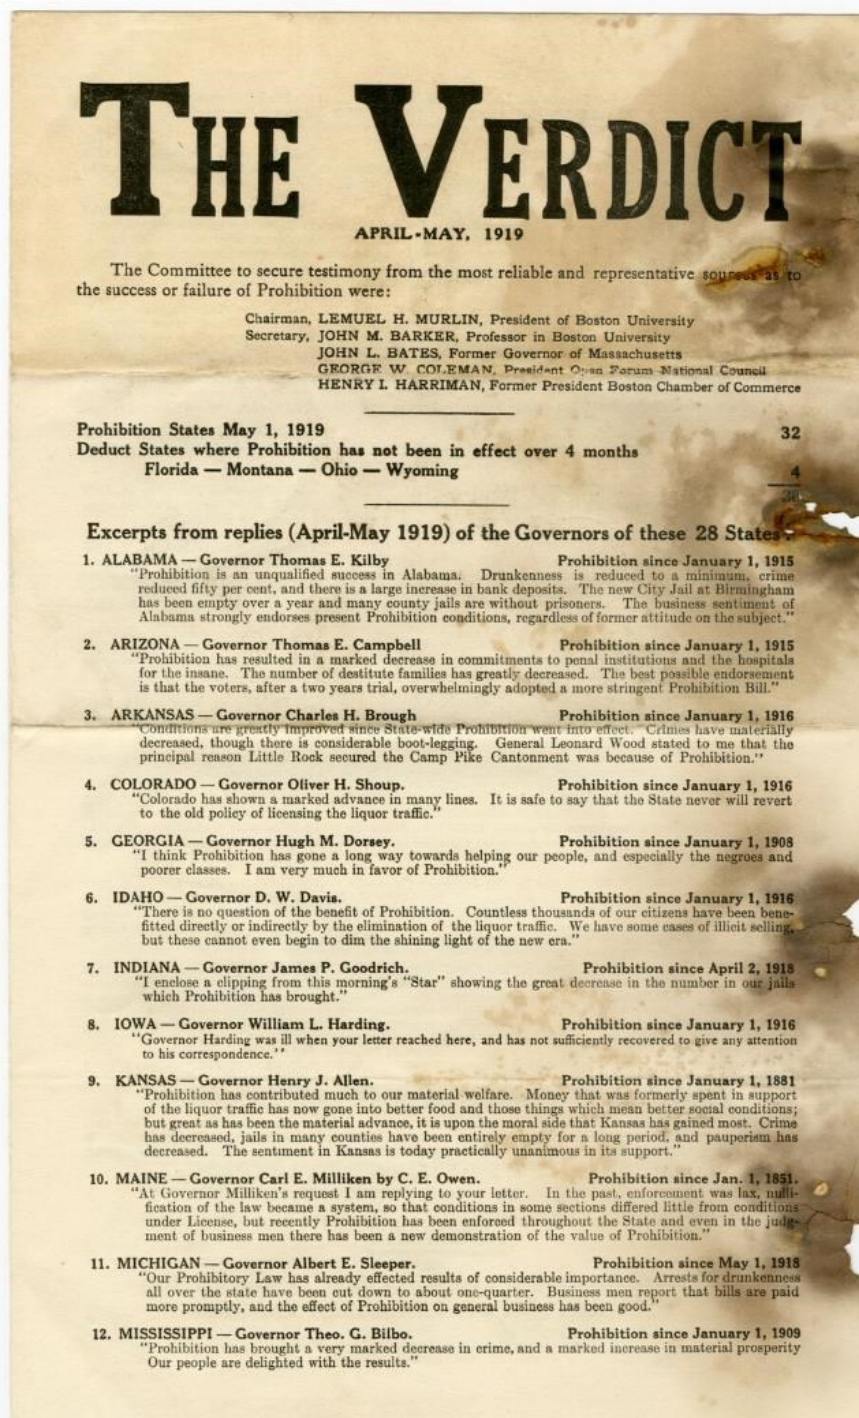 THE VERDICT
APRIL-MAY, 1919
The Committee to secure testimony from the most reliable and representative sources as to
the success or failure of Prohibition were:
Chairman, LEMUEL H. MURLIN, President of Boston University
Secretary, JOHN M. BARKER, Professor in Boston University
JOHN L. BATES, Former Governor of Massachusetts
GEORGE W. COLEMAN, President Open Forum National Council
HENRY I. HARRIMAN, Former President Boston Chamber of Commerce
Prohibition States May 1, 1919 32
Deduct States where Prohibition has not been in effect over 4 months
Florida — Montana — Ohio — Wyoming 4
Excerpts from replies (April-May 1919) of the Governors of these 28 States
1. ALABAMA — Governor Thomas E. Kilby Prohibition since January 1, 1915
"Prohibition is an unqualified success in Alabama. Drunkenness is reduced to a minimum, crime
reduced fifty per cent, and there is a large increase in bank deposits. The new City Jail at Birmingham
has been empty over a year and many county jails are without prisoners. The business sentiment of
Alabama strongly endorses present Prohibition conditions, regardless of former attitude on the subject."
2. ARIZONA — Governor Thomas E. Campbell Prohibition since January 1, 1915
"Prohibition has resulted in a marked decrease in commitments to penal institutions and the hospitals
for the insane. The number of destitute families has greatly decreased. The best possible endorsement
is that the voters, after a two years trial, overwhelmingly adopted a more stringent Prohibition Bill."
3. ARKANSAS — Governor Charles H. Brough Prohibition since January 1, 1916
"Conditions are greatly improved since State-wide Prohibition went into effect. Crimes have materially
decreased, though there is considerable boot-legging. General Leonard Wood stated to me that the
principal reason Little Rock secured the Camp Pike Cantonment was because of Prohibition."
4. COLORADO — Governor Oliver H. Shoup. Prohibition since January 1, 1916
"Colorado has shown a marked advance in many lines. It is safe to say that the State never will revert
to the old policy of licensing the liquor traffic."
5. GEORGIA — Governor Hugh M. Dorsey. Prohibition since January 1, 1908
"I think Prohibition has gone a long way towards helping our people, and especially the negroes and
poorer classes. I am very much in favor of Prohibition."
6. IDAHO — Governor D. W. Davis. Prohibition since January 1, 1916
"There is no question of the benefit of Prohibition. Countless thousands of our citizens have been bene-
fitted directly or indirectly by the elimination of the liquor traffic. We have some cases of illicit selling,
but these cannot even begin to dim the shining light of the new era."
7. INDIANA — Governor James P. Goodrich. Prohibition since April 2, 1918
"I enclose a clipping from this morning's "Star" showing the great decrease in the number in our jails
which Prohibition has brought."
8. IOWA — Governor William L. Harding. Prohibition since January 1, 1916
"Governor Harding was ill when your letter reached here, and has not sufficiently recovered to give any attention
to his correspondence."
9. KANSAS — Governor Henry J. Allen. Prohibition since January 1, 1881
"Prohibition has contributed much to our material welfare. Money that was formerly spent in support
of the liquor traffic has now gone into better food and those things which mean better social conditions;
but great as has been the material advance, it is upon the moral side that Kansas has gained most. Crime
has decreased, jails in many counties have been entirely empty for a long period, and pauperism has
decreased. The sentiment in Kansas is today practically unanimous in its support."
10. MAINE — Governor Carl E. Milliken by C. E. Owen. Prohibition since Jan. 1, 1851.
"At Governor Milliken's request I am replying to your letter. In the past, enforcement was lax, nulli-
fication of the law became a system, so that conditions in some sections differed little from conditions
under License, but recently Prohibition has been enforced throughout the State and even in the judg-
ment of business men there has been a new demonstration of the value of Prohibition."
11. MICHIGAN — Governor Albert E. Sleeper. Prohibition since May 1, 1918
"Our Prohibitory Law has already effected results of considerable importance. Arrests for drunkenness
all over the state have been cut down to about one-quarter. Business men report that bills are paid
more promptly, and the effect of Prohibition on general business has been good."
12. MISSISSIPPI — Governor Theo. G. Bilbo. Prohibition since January 1, 1909
"Prohibition has brought a very marked decrease in crime, and a marked increase in material prosperity
Our people are delighted with the results."